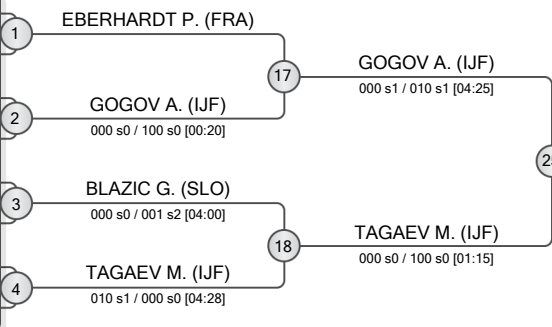 1
EBERHARDT P. (FRA)
17
GOGOV A. (IJF)
000 s1 / 010 s1 [04:25]
2
GOGOV A. (IJF)
000 s0 / 100 s0 [00:20]
3
BLAZIC G. (SLO)
000 s0 / 001 s2 [04:00]
18
TAGAEV M. (IJF)
000 s0 / 100 s0 [01:15]
4
TAGAEV M. (IJF)
010 s1 / 000 s0 [04:28]